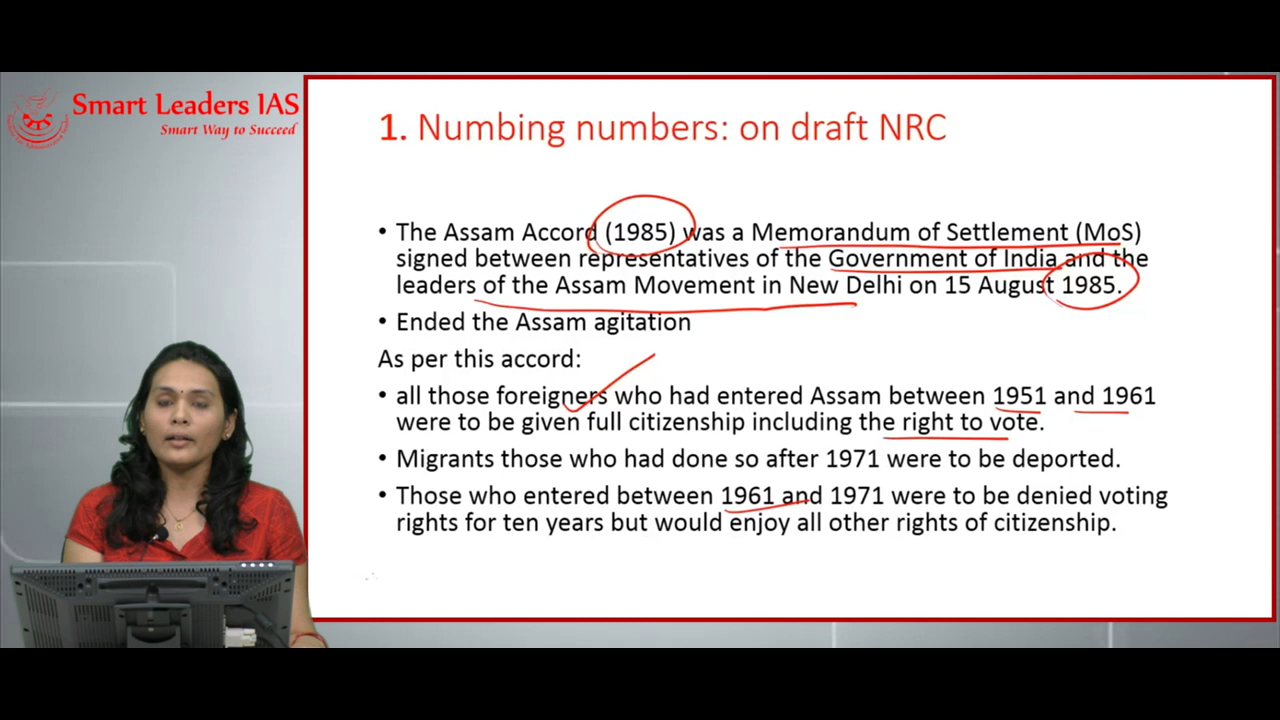 Smart Leaders IAS
Smart Way to Succeed
1. Numbing numbers: on draft NRC
• The Assam Accord (1985) was a Memorandum of Settlement (MoS)
signed between representatives of the Government of India and the
leaders of the Assam Movement in New Delhi on 15 August 1985.
• Ended the Assam agitation
As per this accord:
• all those foreigners who had entered Assam between 1951 and 1961
were to be given full citizenship including the right to vote.
• Migrants those who had done so after 1971 were to be deported.
• Those who entered between 1961 and 1971 were to be denied voting
rights for ten years but would enjoy all other rights of citizenship.